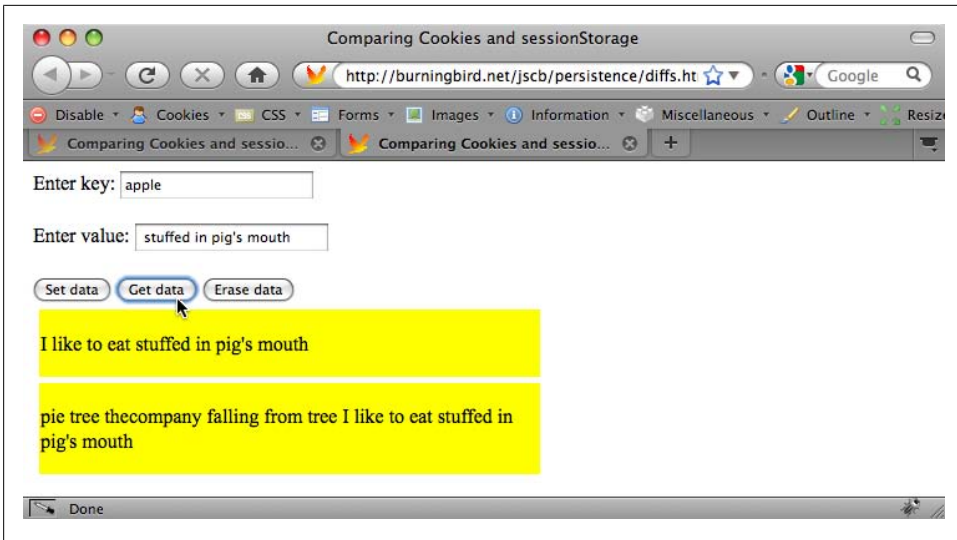 Comparing Cookies and sessionStorage
http://burningbird.net/jscb/persistence/diffs.ht
Google
Disable Cookies CSS Forms Images Information Miscellaneous Outline Resize
Comparing Cookies and sessio... Comparing Cookies and sessio... +
Enter key: apple
Enter value: stuffed in pig's mouth
Set data Get data Erase data
I like to eat stuffed in pig's mouth
pie tree thecompany falling from tree I like to eat stuffed in
pig's mouth
Done